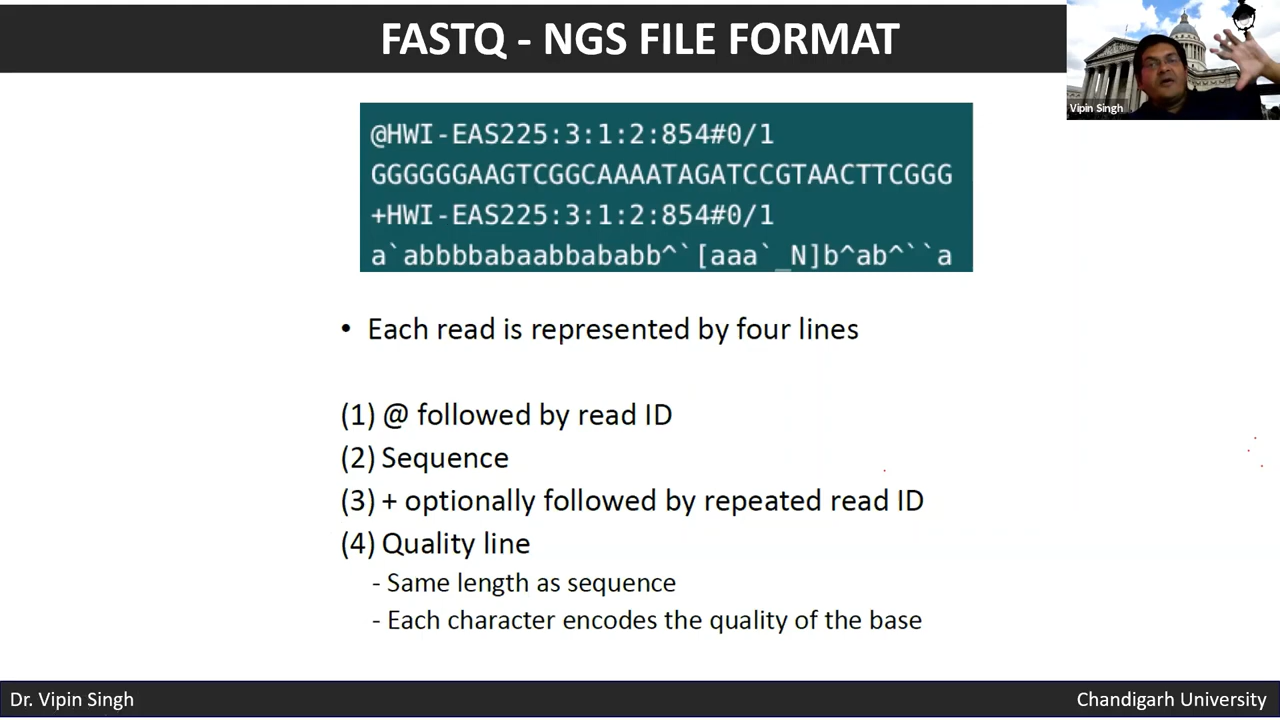 FASTQ - NGS FILE FORMAT
Vipin Singh
@HWI-EAS225:3:1:2:854#0/1
GGGGGGAAGTCGGCAAAATAGATCCGTAACTTCGGG
+HWI-EAS225:3:1:2:854#0/1
a`abbbbabaabbababb^`[aaa`_N]b^ab^``a
• Each read is represented by four lines
(1) @ followed by read ID
(2) Sequence
(3) + optionally followed by repeated read ID
(4) Quality line
- Same length as sequence
- Each character encodes the quality of the base
Dr. Vipin Singh
Chandigarh University